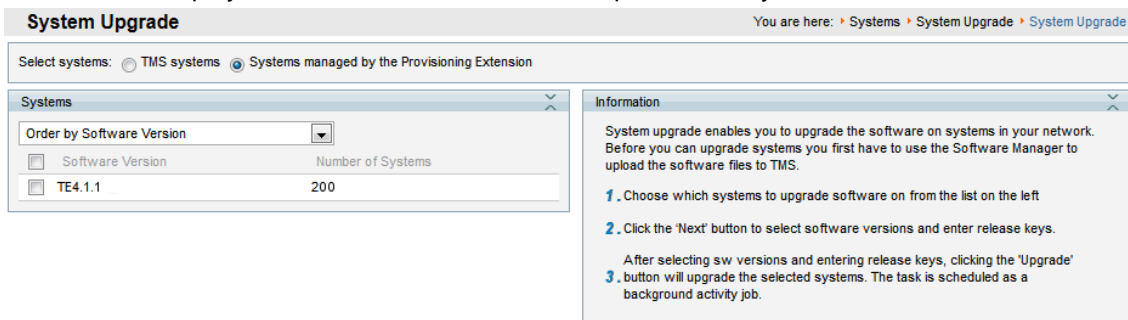 System Upgrade
You are here: Systems System Upgrade System Upgrade
Select systems: TMS systems Systems managed by the Provisioning Extension
Systems
Order by Software Version
Software Version Number of Systems
TE4.1.1 200
Information
System upgrade enables you to upgrade the software on systems in your network.
Before you can upgrade systems you first have to use the Software Manager to
upload the software files to TMS.
1. Choose which systems to upgrade software on from the list on the left
2. Click the 'Next' button to select software versions and enter release keys.
After selecting sw versions and entering release keys, clicking the 'Upgrade'
3. button will upgrade the selected systems. The task is scheduled as a
background activity job.